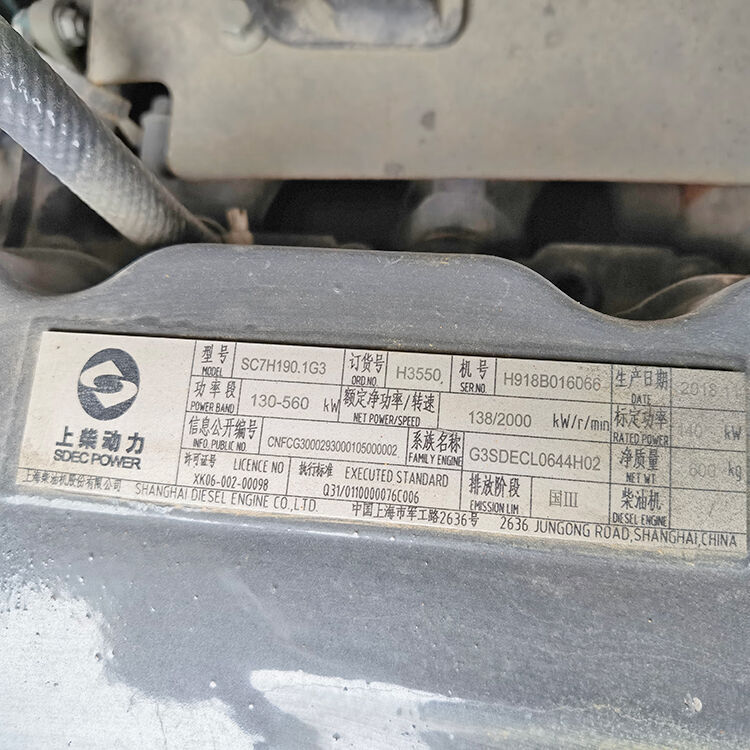 上柴动力
SDEC POWER
型号 MODEL SC7H190.1G3 订货号 ORD.NO H3550. 机号 SER.NO. H918B016066 生产日期 DATE 2018
功率段 POWER BAND 130-560 kW 额定净功率/转速 NET POWER/SPEED 138/2000 kW/r/min 标定功率 RATED POWER kW
信息公开编号 INFO. PUBLIC NO CNFCG3000293000105000002 系族名称 FAMILY ENGINE G3SDECL0644H02 净质量 NET WT 600 kg
许可证号 LICENCE NO XK06-002-00098 执行标准 EXECUTED STANDARD Q31/0110000076C006 排放阶段 EMISSION LIM 国III 柴油机 DIESEL ENGINE /
上海柴油机股份有限公司 SHANGHAI DIESEL ENGINE CO.,LTD. 中国上海市军工路2636号 2636 JUNGONG ROAD,SHANGHAI,CHINA